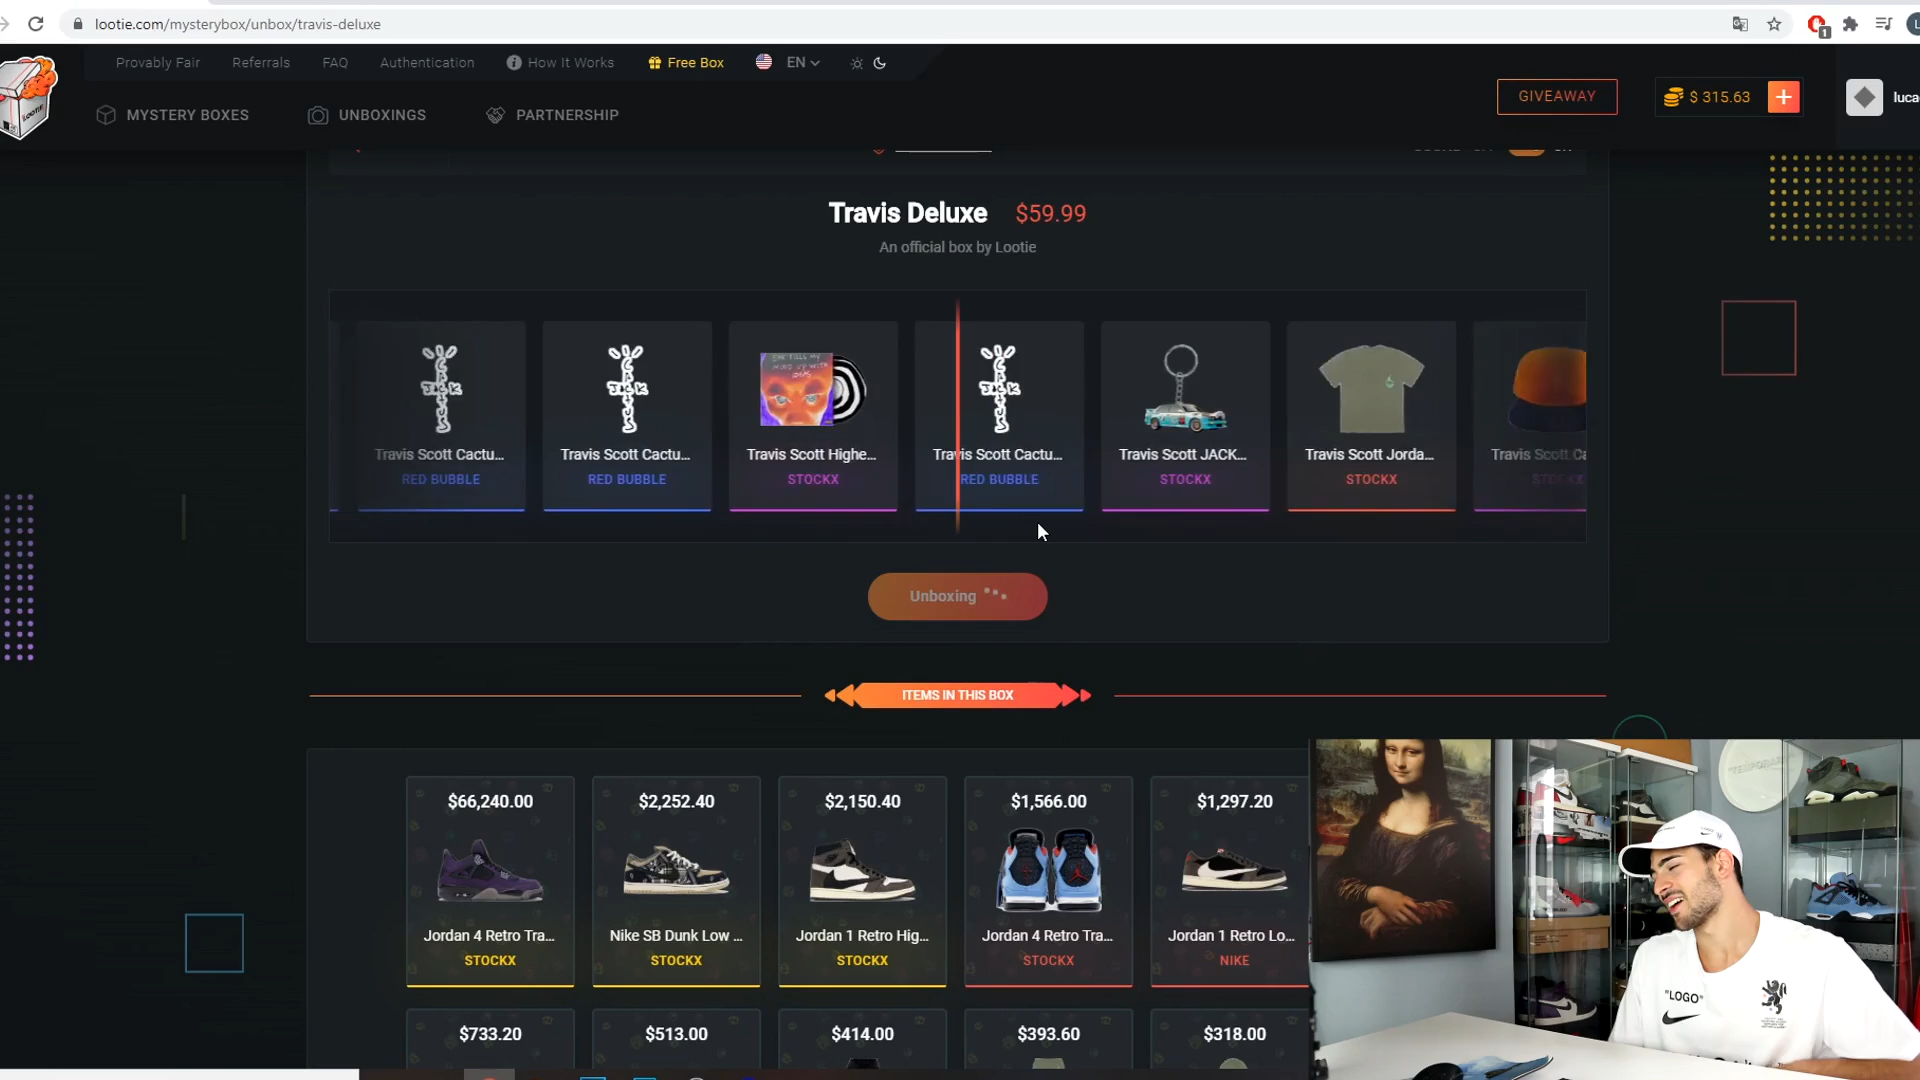 lootie.com/mysterybox/unbox/travis-deluxe
Provably Fair
Referrals
FAQ
Authentication
How It Works
Free Box
EN
MYSTERY BOXES
UNBOXINGS
PARTNERSHIP
GIVEAWAY
$ 315.63
luca
Travis Deluxe $59.99
An official box by Lootie
Travis Scott Cactu...
RED BUBBLE
Travis Scott Cactu...
RED BUBBLE
Travis Scott Highe...
STOCKX
Travis Scott Cactu...
RED BUBBLE
Travis Scott JACK...
STOCKX
Travis Scott Jorda...
STOCKX
Travis Scott Ca
STOCKX
Unboxing
ITEMS IN THIS BOX
$66,240.00
Jordan 4 Retro Tra...
STOCKX
$2,252.40
Nike SB Dunk Low ...
STOCKX
$2,150.40
Jordan 1 Retro Hig...
STOCKX
$1,566.00
Jordan 4 Retro Tra...
STOCKX
$1,297.20
Jordan 1 Retro Lo...
NIKE
$733.20
$513.00
$414.00
$393.60
$318.00
"LOGO"